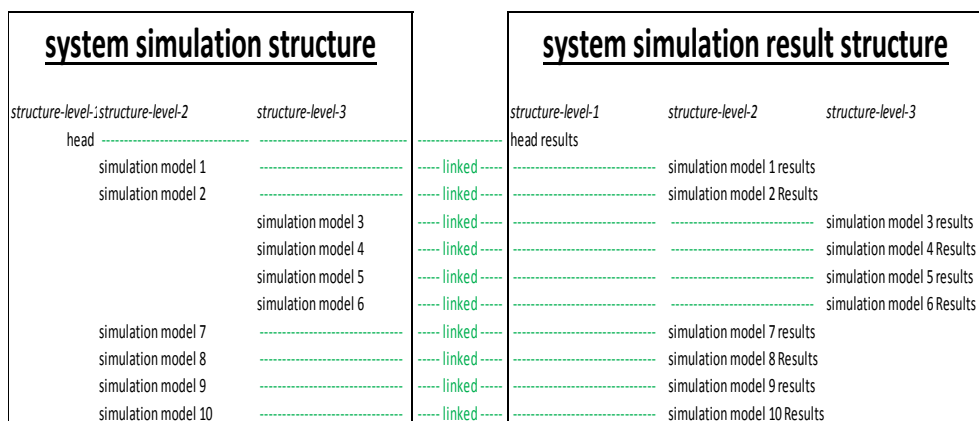 system simulation structure system simulation result structure
structure-level-1 structure-level-2 structure-level-3 structure-level-1 structure-level-2 structure-level-3
head head results
simulation model 1 linked simulation model 1 results
simulation model 2 linked simulation model 2 Results
simulation model 3 linked simulation model 3 results
simulation model 4 linked simulation model 4 Results
simulation model 5 linked simulation model 5 results
simulation model 6 linked simulation model 6 Results
simulation model 7 linked simulation model 7 results
simulation model 8 linked simulation model 8 Results
simulation model 9 linked simulation model 9 results
simulation model 10 linked simulation model 10 Results